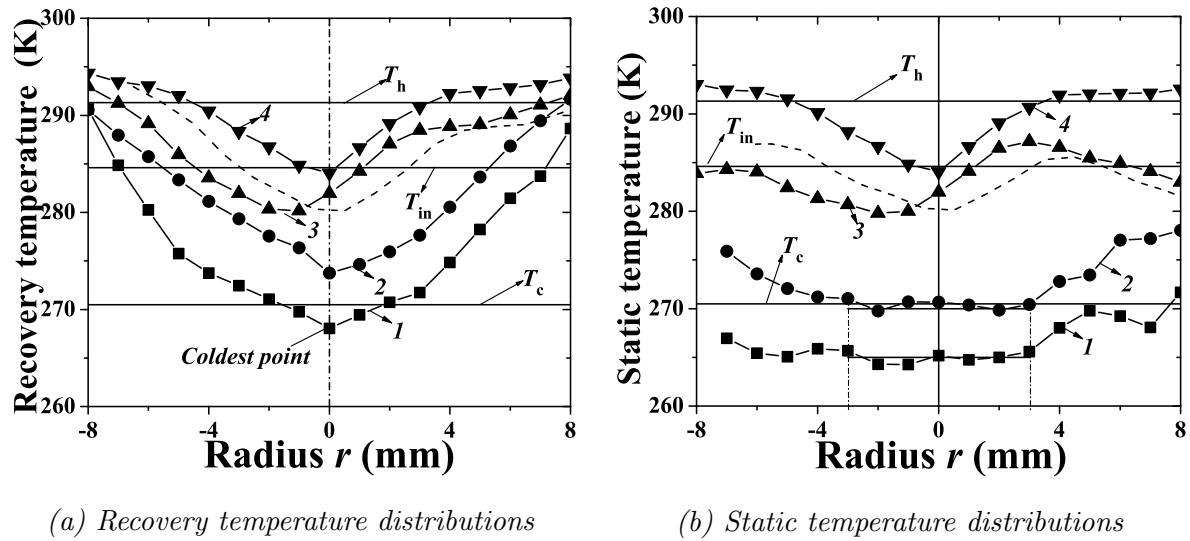 300
290
280
270
260
Recovery temperature (K)
T_h
4
T_in
3
2
T_c
1
Coldest point
-8 -4 0 4 8
Radius r (mm)
300
290
280
270
260
Static temperature (K)
T_h
4
T_in
3
T_c
2
1
-8 -4 0 4 8
Radius r (mm)
(a) Recovery temperature distributions
(b) Static temperature distributions